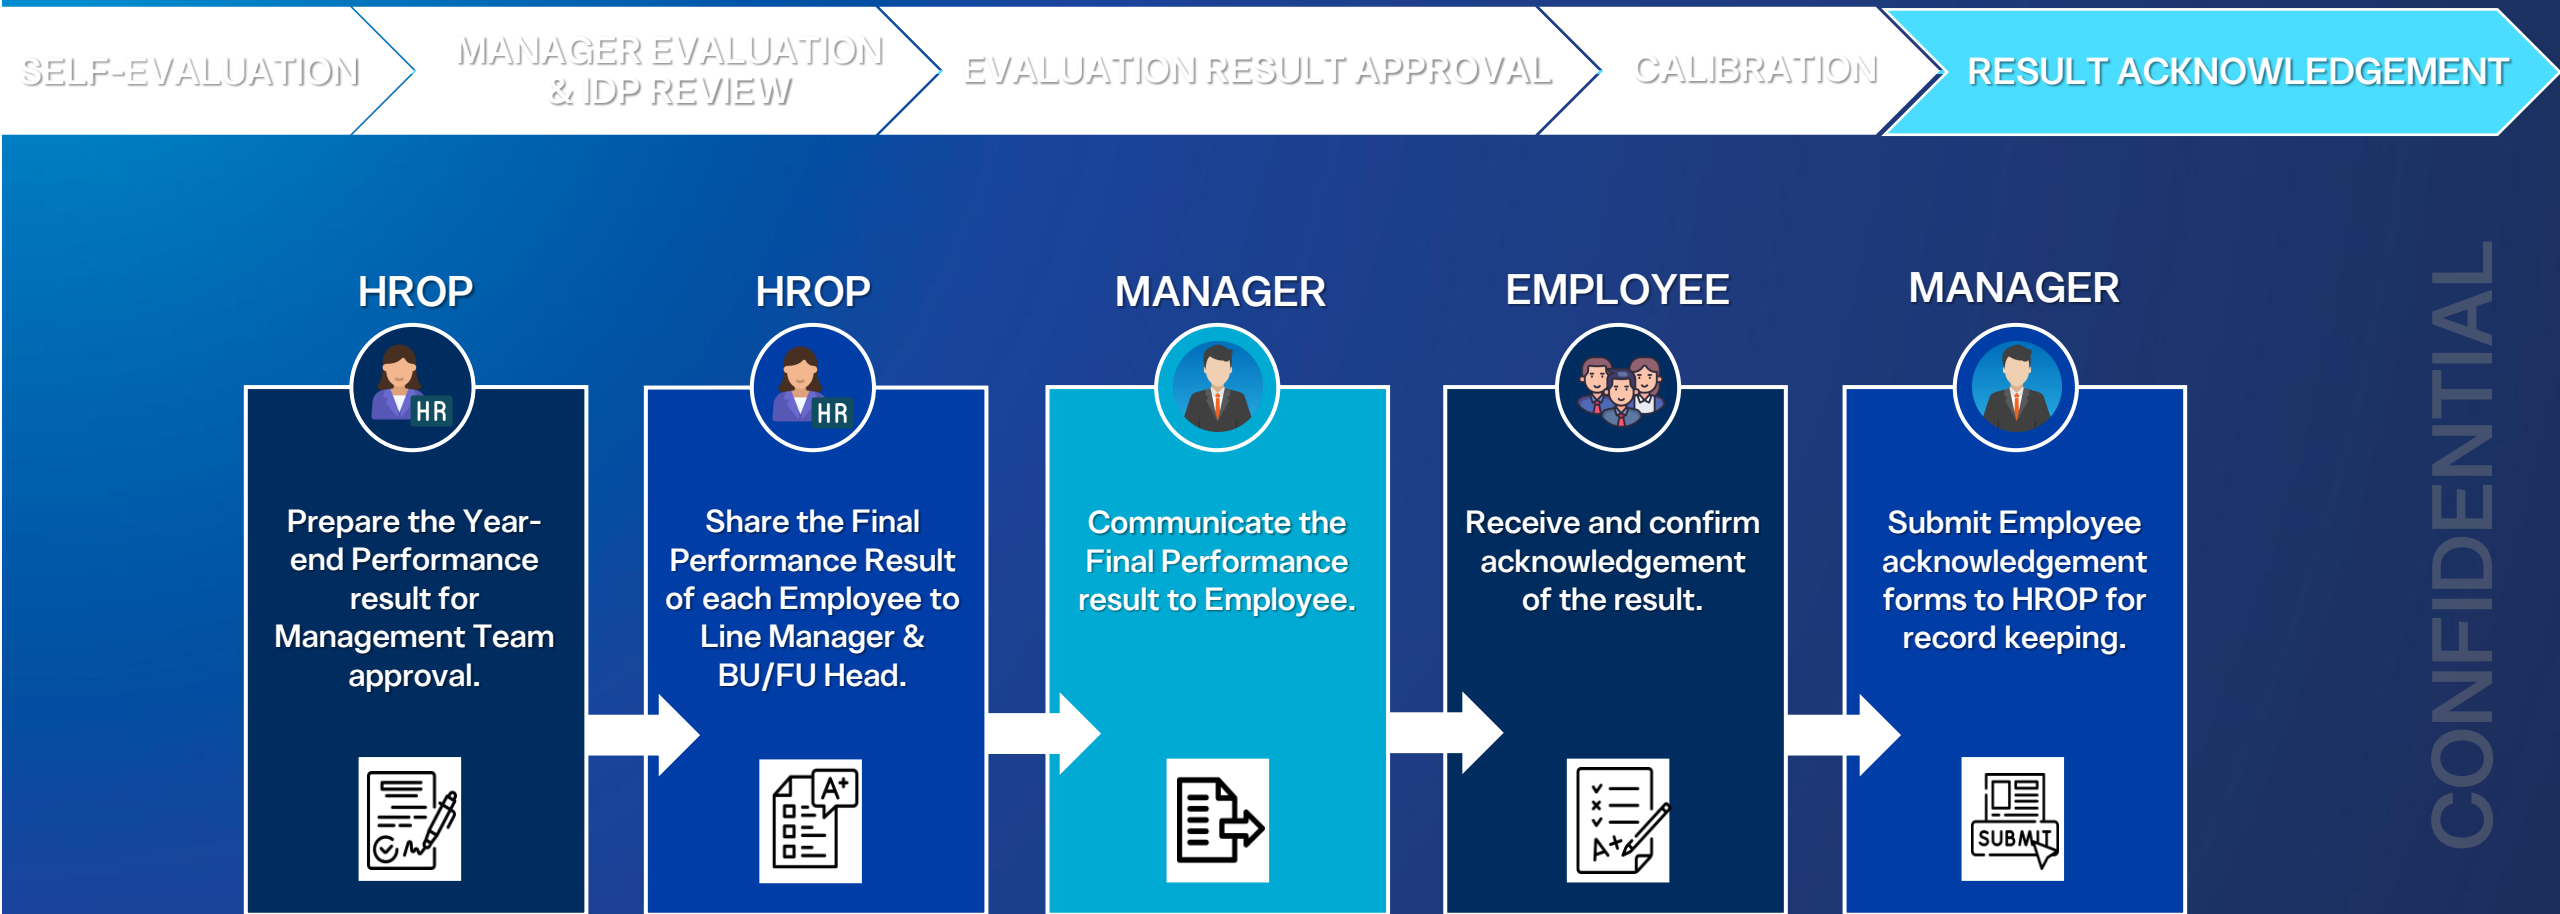 SELF-EVALUATION
MANAGER EVALUATION
& IDP REVIEW
EVALUATION RESULT APPROVAL
CALIBRATION
RESULT ACKNOWLEDGEMENT
HROP
HR
Prepare the Year-
end Performance
result for
Management Team
approval.
HROP
HR
Share the Final
Performance Result
of each Employee to
Line Manager &
BU/FU Head.
A+
MANAGER
Communicate the
Final Performance
result to Employee.
EMPLOYEE
Receive and confirm
acknowledgement
of the result.
A+
MANAGER
Submit Employee
acknowledgement
forms to HROP for
record keeping.
SUBMIT
CONFIDENTIAL